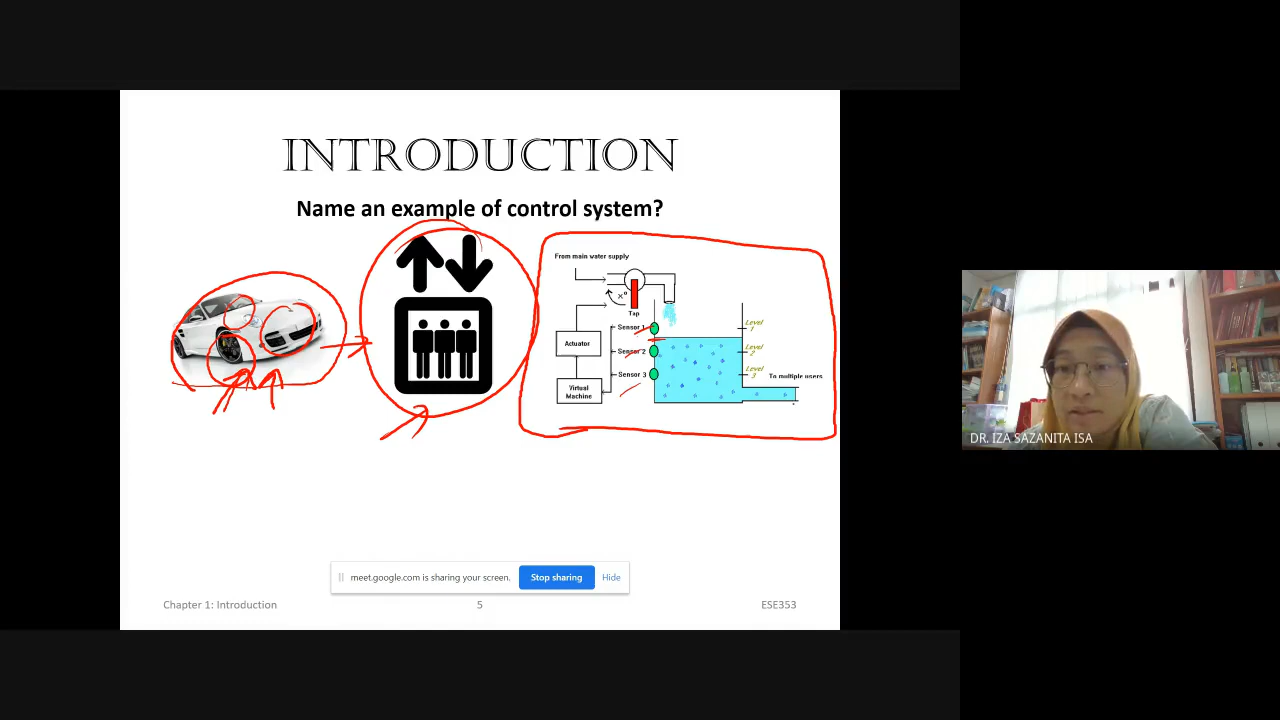 INTRODUCTION
Name an example of control system?
From main water supply
X°
Tap
Sensor 1
Sensor 2
Sensor 3
Actuator
Virtual
Machine
Level
1
Level
2
Level
3
To multiple users
DR. IZA SAZANITA ISA
meet.google.com is sharing your screen.
Stop sharing
Hide
Chapter 1: Introduction
5
ESE353